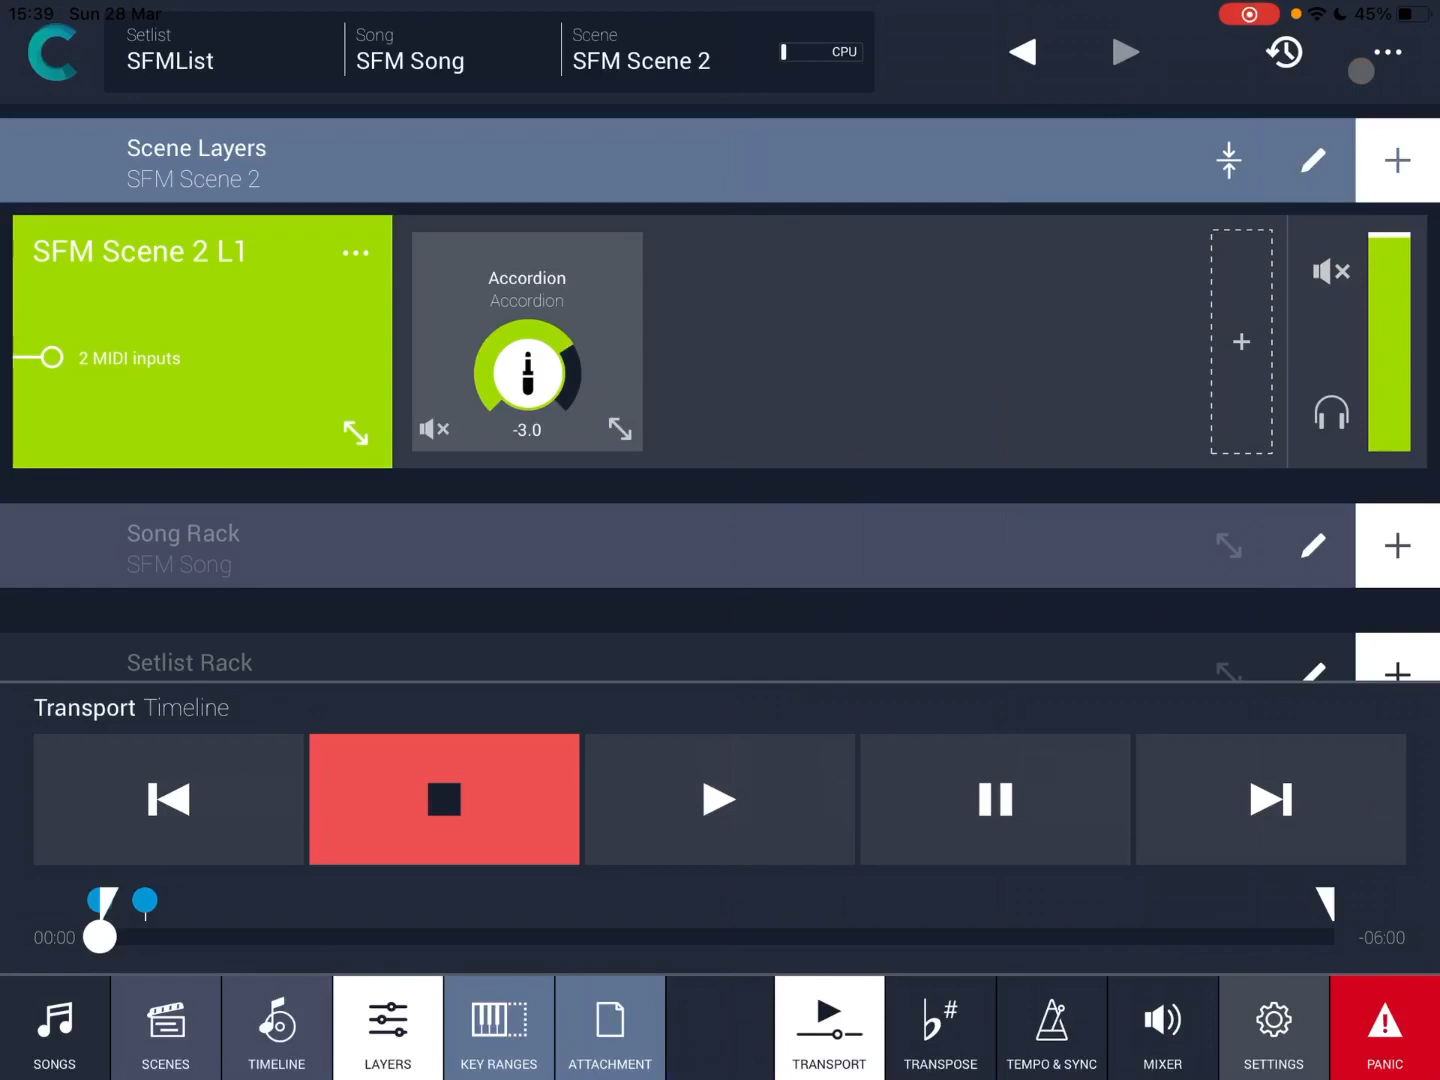 15:39 Sun 28 Mar
45%
Setlist
SFMList
Song
SFM Song
Scene
SFM Scene 2
CPU
Scene Layers
SFM Scene 2
SFM Scene 2 L1
2 MIDI inputs
Accordion
Accordion
-3.0
Song Rack
SFM Song
Setlist Rack
Transport Timeline
00:00
-06:00
SONGS
SCENES
TIMELINE
LAYERS
KEY RANGES
ATTACHMENT
TRANSPORT
TRANSPOSE
TEMPO & SYNC
MIXER
SETTINGS
PANIC